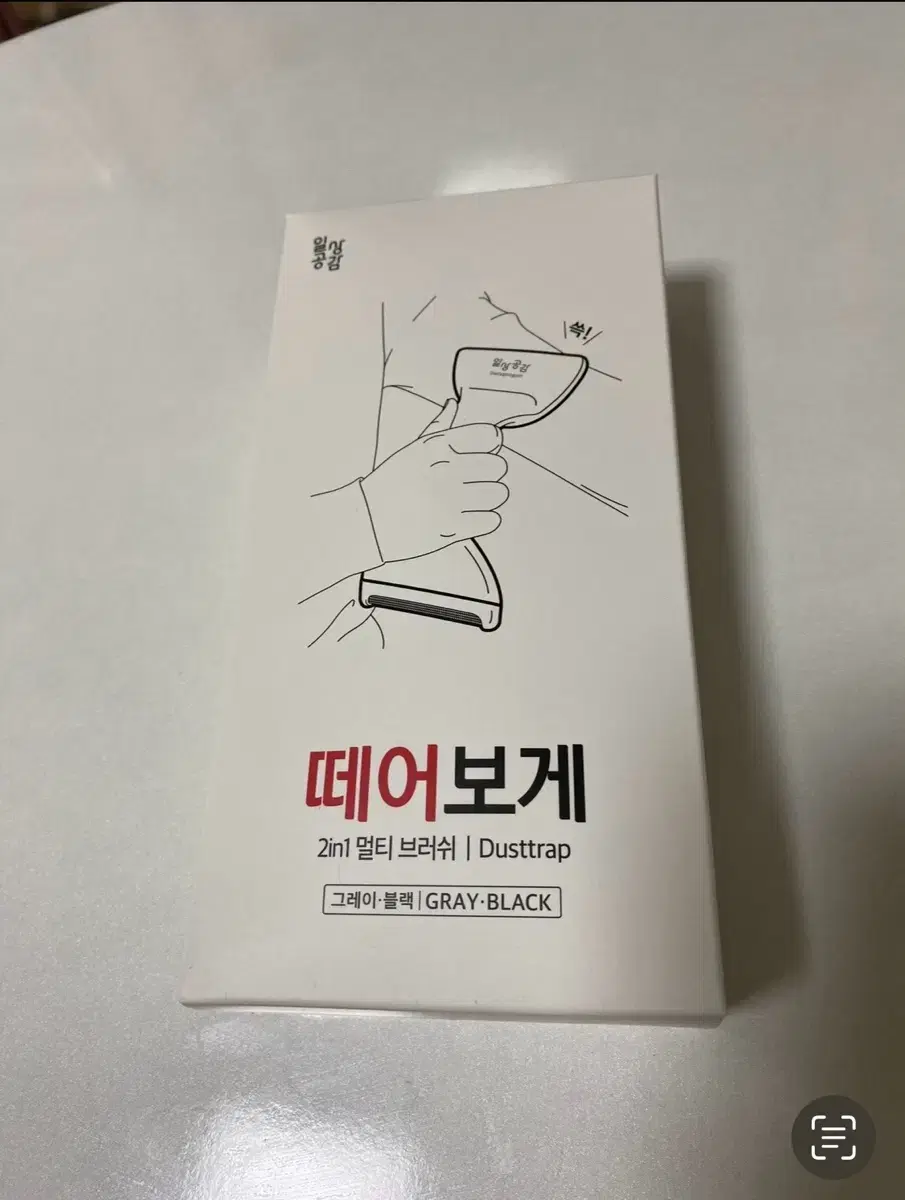 일상
공감
쓱!
일상공감
떼어보게
2in1 멀티 브러쉬 | Dusttrap
그레이·블랙 | GRAY·BLACK